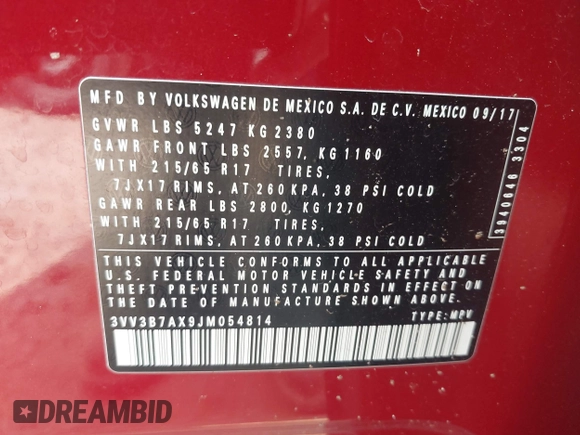 MFD BY VOLKSWAGEN DE MEXICO S.A. DE C.V. MEXICO 09/17
GVWR LBS 5247 KG 2380
GAWR FRONT LBS 2557, KG 1160
WITH 215/65 R17 TIRES,
7JX17 RIMS, AT 260 KPA, 38 PSI COLD
GAWR REAR LBS 2800, KG 1270
WITH 215/65 R17 TIRES,
7JX17 RIMS, AT 260 KPA, 38 PSI COLD
THIS VEHICLE CONFORMS TO ALL APPLICABLE
U.S. FEDERAL MOTOR VEHICLE SAFETY AND
THEFT PREVENTION STANDARDS IN EFFECT ON
THE DATE OF MANUFACTURE SHOWN ABOVE.
3VV3B7AX9JM054814 TYPE: MPV
3940646 3304
DREAMBID